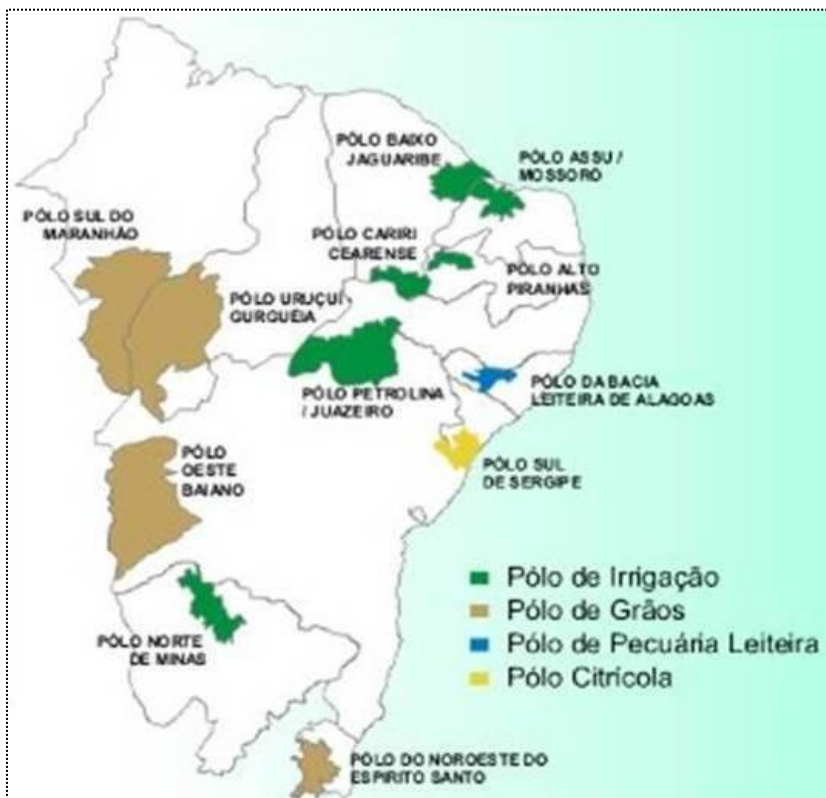 PÓLO BAIXO
JAGUARIBE
PÓLO ASSU /
MOSSORO
PÓLO SUL DO
MARANHÃO
PÓLO CARIRI
CEARENSE
PÓLO ALTO
PIRANHAS
PÓLO URUÇUÍ
GURGUÉIA
PÓLO PETROLINA
/ JUAZEIRO
PÓLO DA BACIA
LEITEIRA DE ALAGOAS
PÓLO
OESTE
BAIANO
PÓLO SUL
DE SERGIPE
PÓLO NORTE
DE MINAS
PÓLO DO NOROESTE DO
ESPIRITO SANTO
Pólo de Irrigação
Pólo de Grãos
Pólo de Pecuária Leiteira
Pólo Citrícola